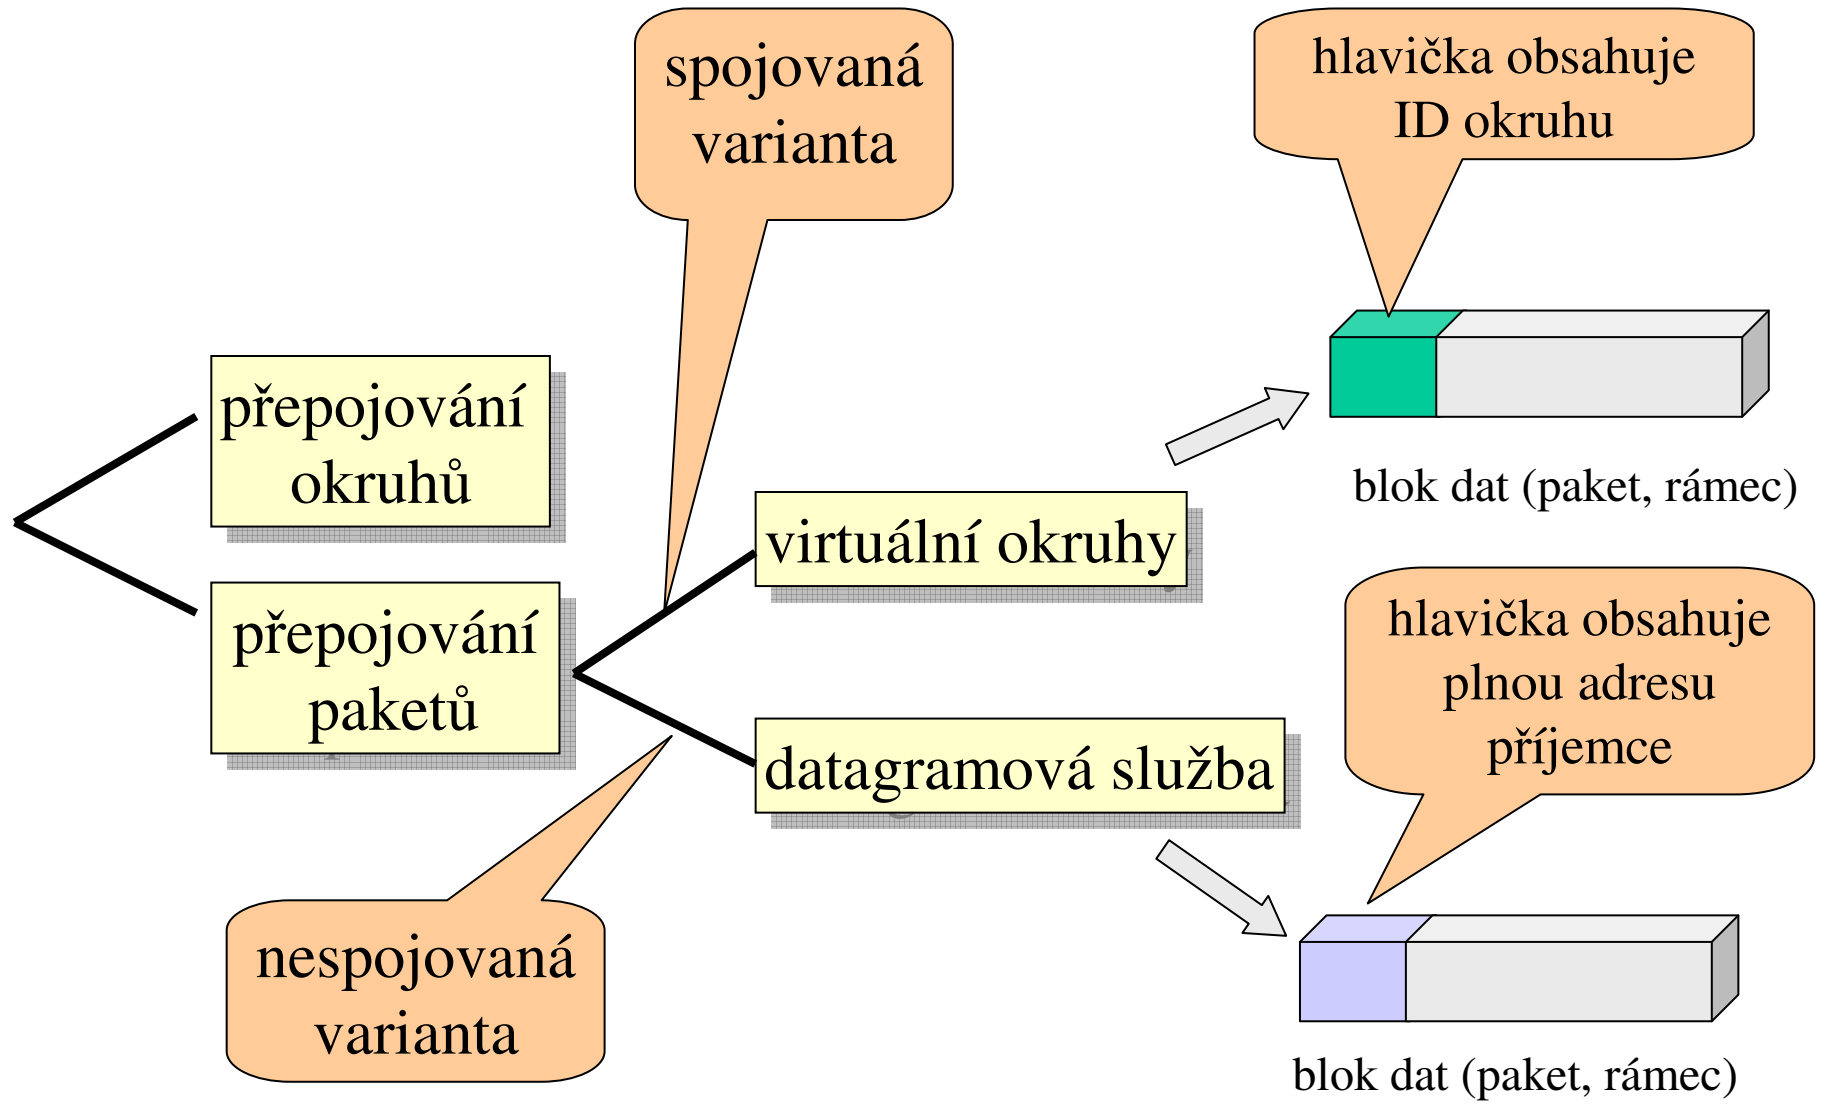 spojovaná
varianta
hlavička obsahuje
ID okruhu
přepojování
okruhů
blok dat (paket, rámec)
virtuální okruhy
přepojování
paketů
hlavička obsahuje
plnou adresu
příjemce
datagramová služba
nespojovaná
varianta
blok dat (paket, rámec)